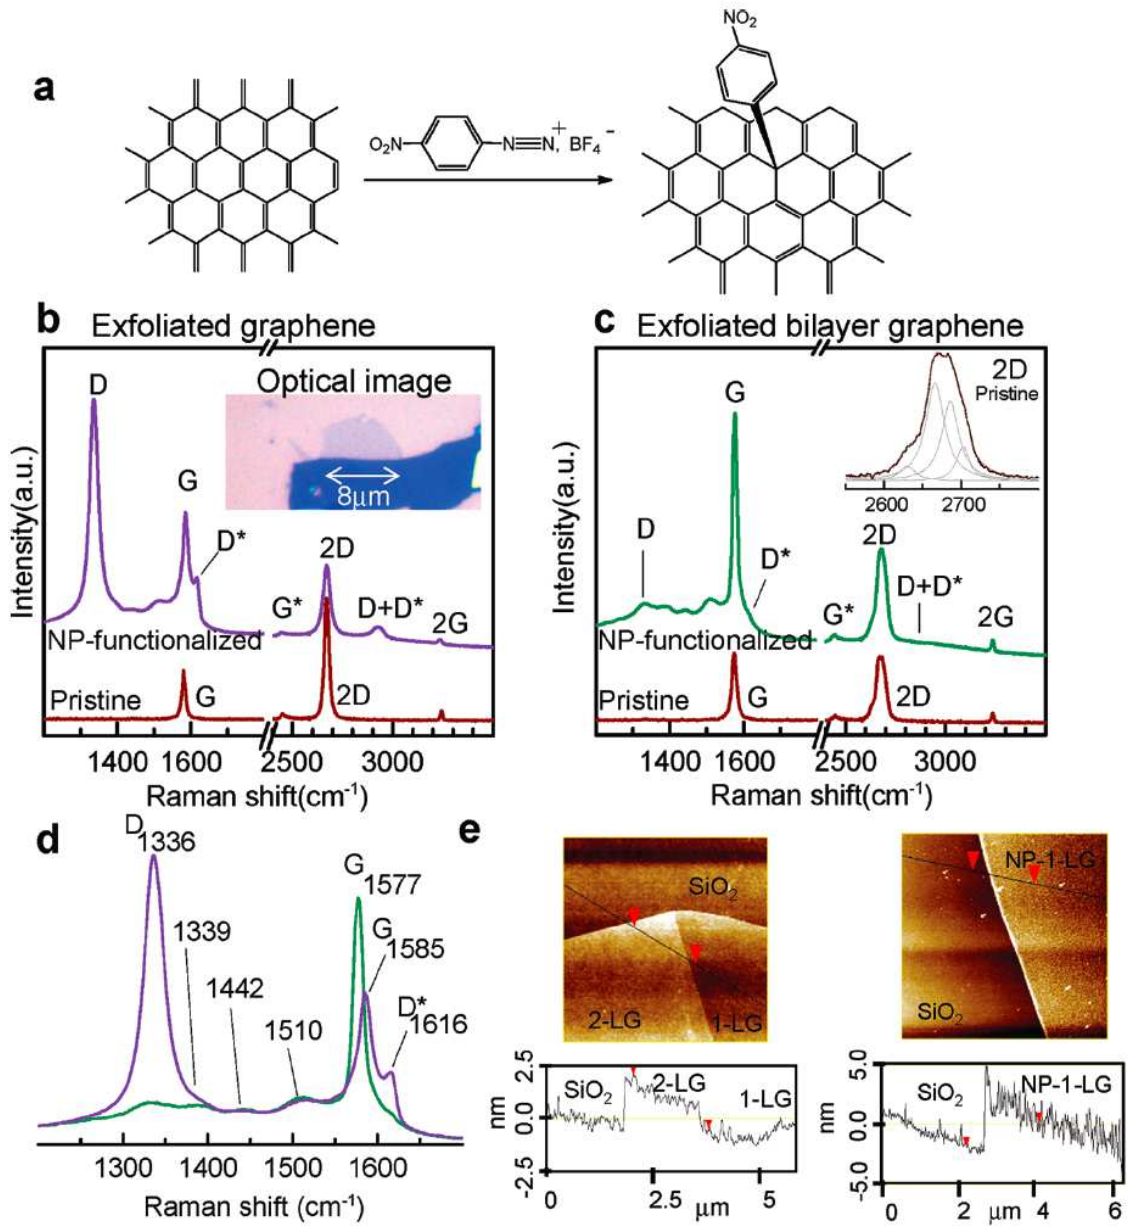 a
NO₂
O₂N
N≡N, BF₄⁻
+
b Exfoliated graphene
Intensity(a.u.)
D
G
D*
Optical image
8μm
2D
G*
D+D*
2G
NP-functionalized
Pristine
G
2D
1400 1600 2500 3000
Raman shift(cm⁻¹)
c Exfoliated bilayer graphene
Intensity(a.u.)
G
2D
Pristine
2600 2700
D
D*
2D
G*
D+D*
2G
NP-functionalized
Pristine
G
2D
1400 1600 2500 3000
Raman shift(cm⁻¹)
d
D
1336
1339
1442
1510
G
1577
G
1585
D*
1616
1300 1400 1500 1600
Raman shift (cm⁻¹)
e
SiO₂
2-LG
1-LG
NP-1-LG
SiO₂
nm
2.5
0.0
-2.5
SiO₂
2-LG
1-LG
0 2.5 5
μm
nm
5.0
0.0
-5.0
SiO₂
NP-1-LG
0 2 μm 4 6